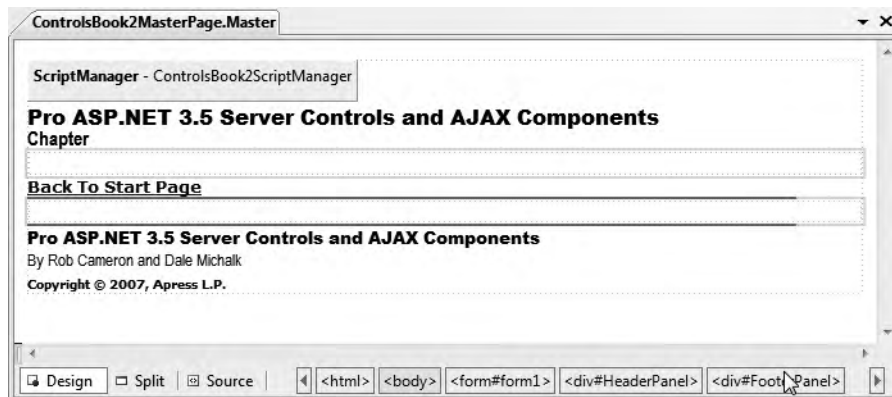 ControlsBook2MasterPage.Master
ScriptManager - ControlsBook2ScriptManager
Pro ASP.NET 3.5 Server Controls and AJAX Components
Chapter
Back To Start Page
Pro ASP.NET 3.5 Server Controls and AJAX Components
By Rob Cameron and Dale Michalk
Copyright © 2007, Apress L.P.
Design Split Source <html> <body> <form#form1> <div#HeaderPanel> <div#FooterPanel>